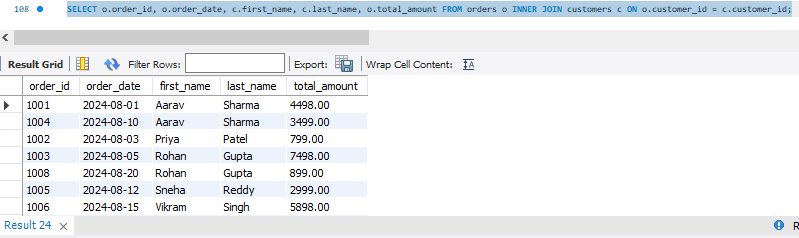 108 SELECT o.order_id, o.order_date, c.first_name, c.last_name, o.total_amount FROM orders o INNER JOIN customers c ON o.customer_id = c.customer_id;
Result Grid Filter Rows: Export: Wrap Cell Content:
order_id order_date first_name last_name total_amount
1001 2024-08-01 Aarav Sharma 4498.00
1004 2024-08-10 Aarav Sharma 3499.00
1002 2024-08-03 Priya Patel 799.00
1003 2024-08-05 Rohan Gupta 7498.00
1008 2024-08-20 Rohan Gupta 899.00
1005 2024-08-12 Sneha Reddy 2999.00
1006 2024-08-15 Vikram Singh 5898.00
Result 24 R